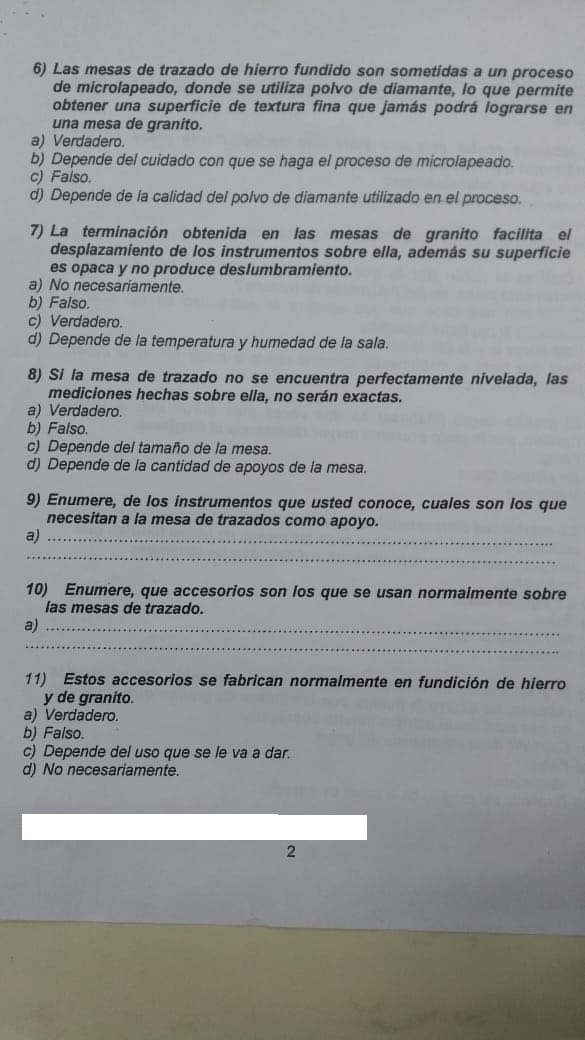 6) Las mesas de trazado de hierro fundido son sometidas a un proceso
de microlapeado, donde se utiliza polvo de diamante, lo que permite
obtener una superficie de textura fina que jamás podrá lograrse en
una mesa de granito.
a) Verdadero.
b) Depende del cuidado con que se haga el proceso de microlapeado.
c) Falso.
d) Depende de la calidad del polvo de diamante utilizado en el proceso.
7) La terminación obtenida en las mesas de granito facilita el
desplazamiento de los instrumentos sobre ella, además su superficie
es opaca y no produce deslumbramiento.
a) No necesariamente.
b) Falso.
c) Verdadero.
d) Depende de la temperatura y humedad de la sala.
8) Si la mesa de trazado no se encuentra perfectamente nivelada, las
mediciones hechas sobre ella, no serán exactas.
a) Verdadero.
b) Falso.
c) Depende del tamaño de la mesa.
d) Depende de la cantidad de apoyos de la mesa.
9) Enumere, de los instrumentos que usted conoce, cuales son los que
necesitan a la mesa de trazados como apoyo.
a) ................................................................................
................................................................................
10) Enumere, que accesorios son los que se usan normalmente sobre
las mesas de trazado.
a) ................................................................................
................................................................................
11) Estos accesorios se fabrican normalmente en fundición de hierro
y de granito.
a) Verdadero.
b) Falso.
c) Depende del uso que se le va a dar.
d) No necesariamente.
2